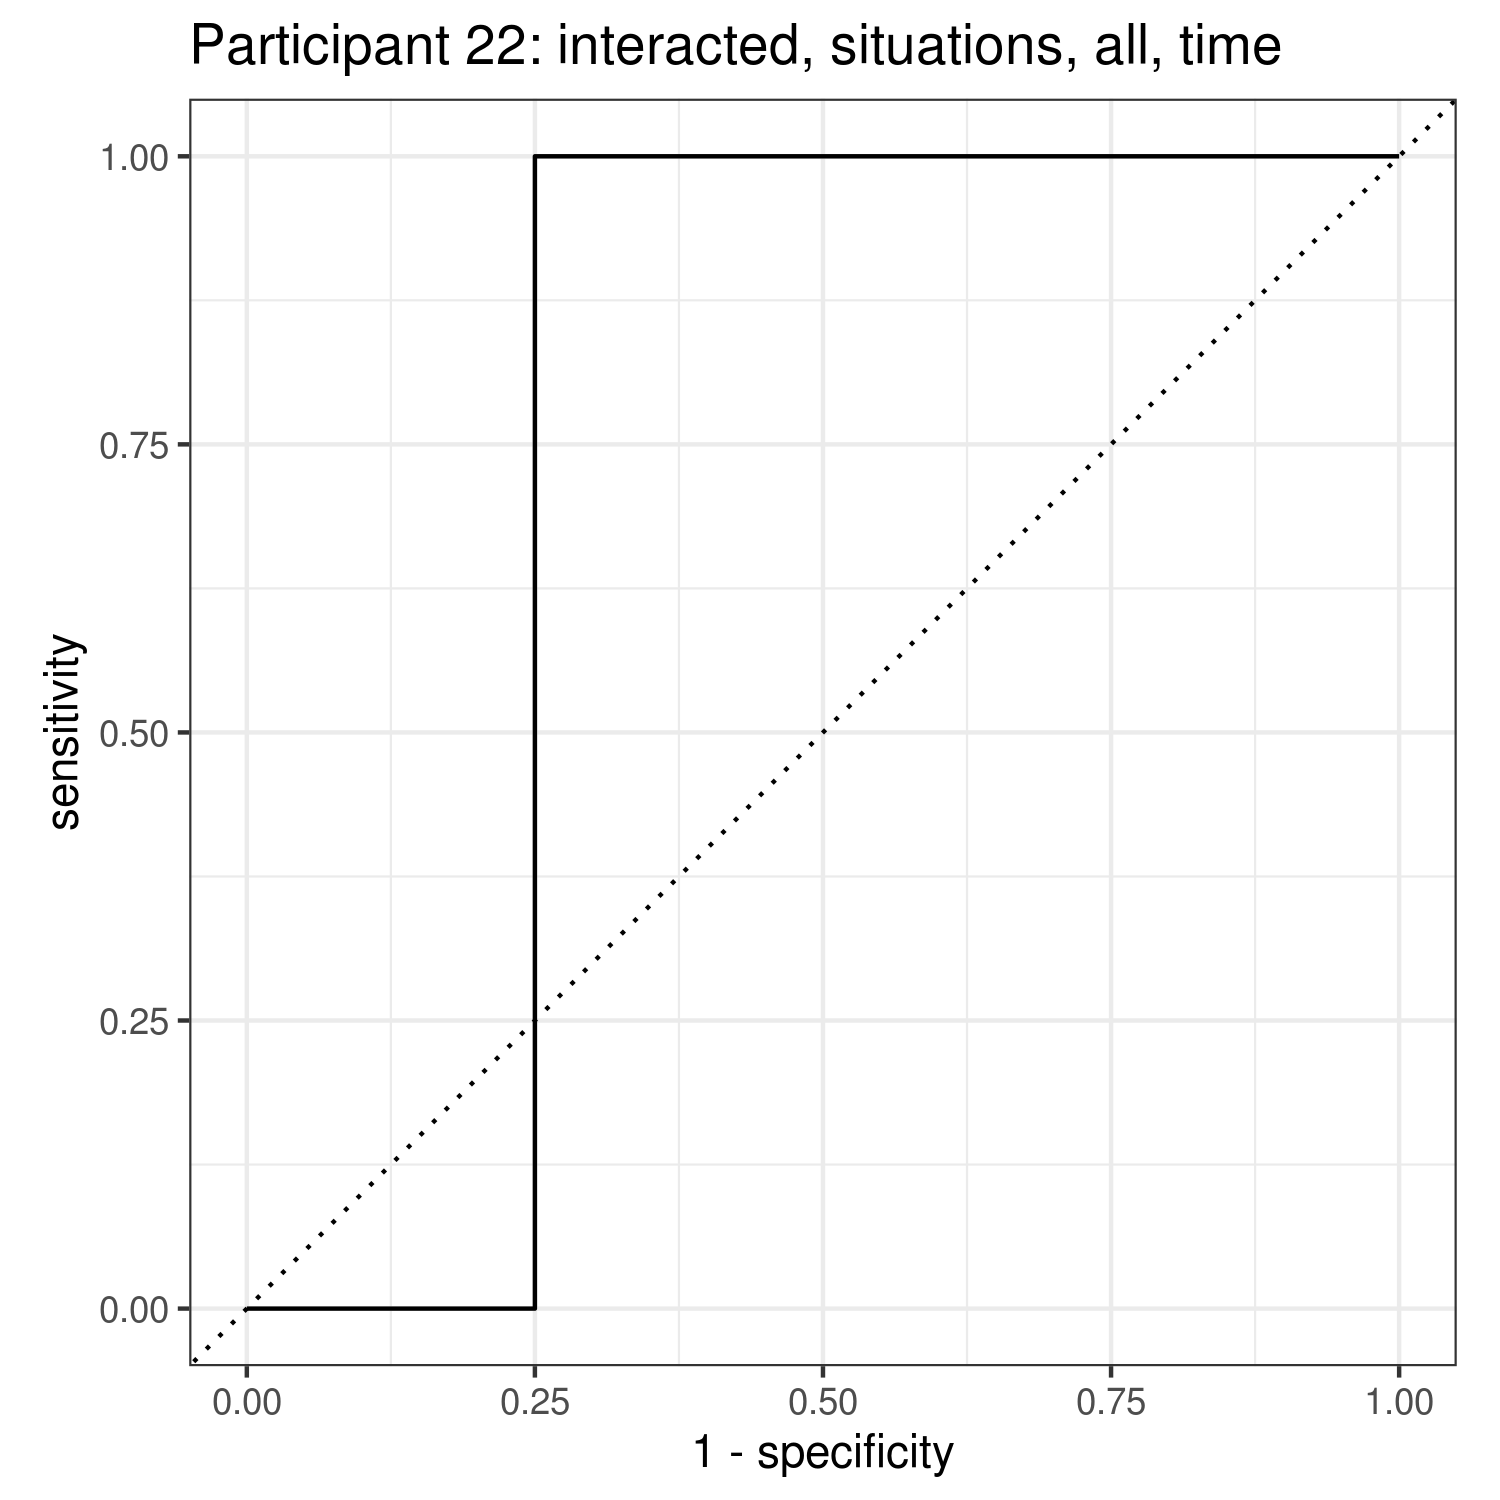 Participant 22: interacted, situations, all, time
1.00
0.75
0.50
0.25
0.00
sensitivity
0.00 0.25 0.50 0.75 1.00
1 - specificity